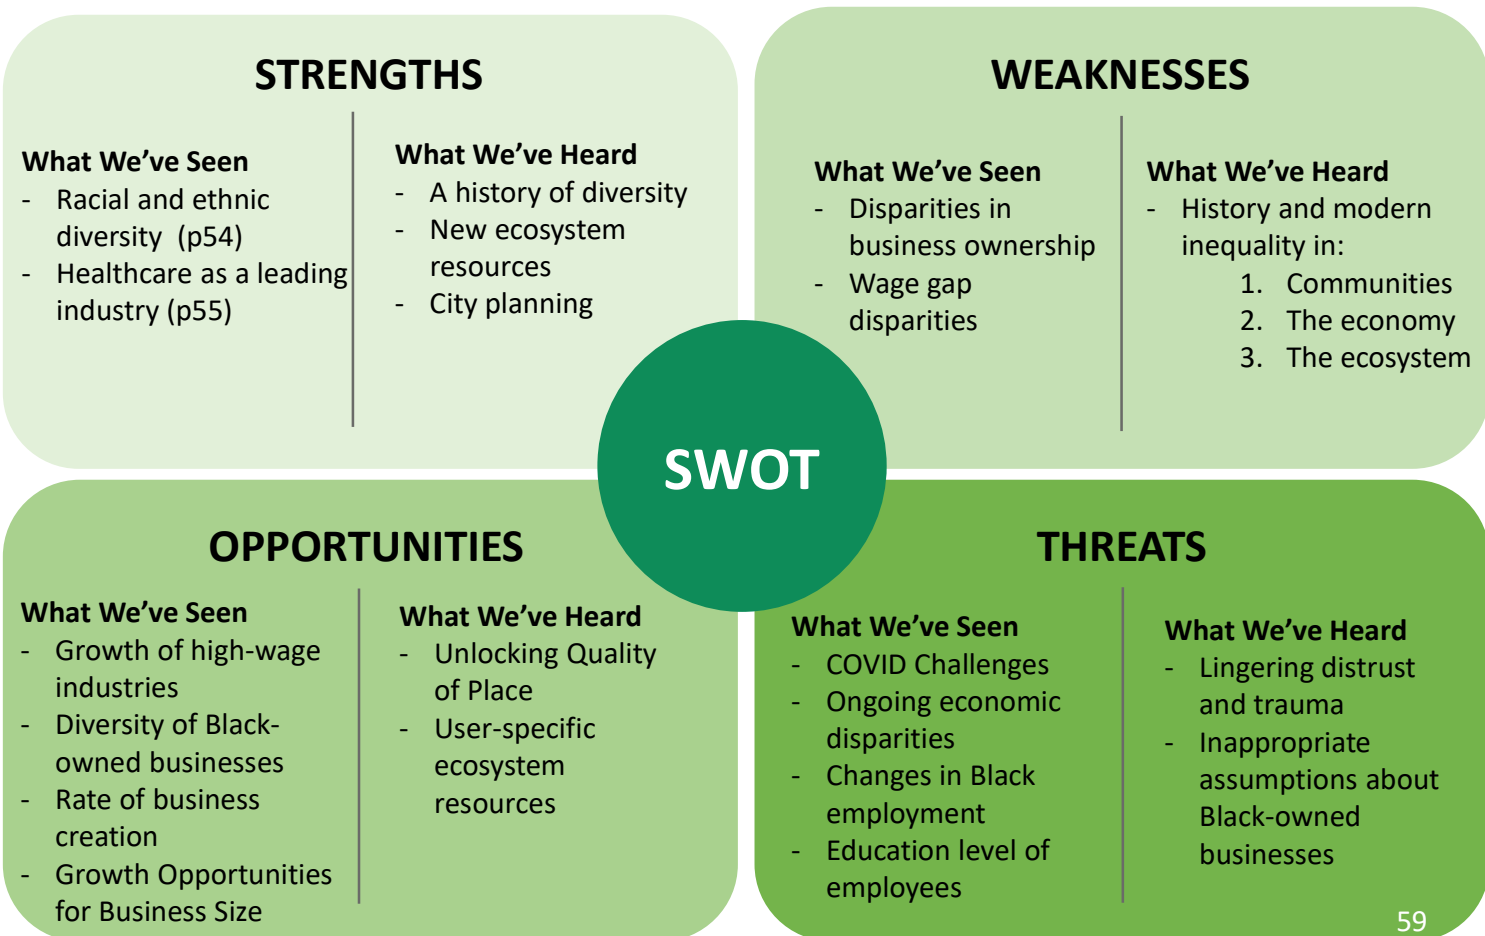 STRENGTHS
What We've Seen
- Racial and ethnic
diversity  (p54)
- Healthcare as a leading
industry (p55)
What We've Heard
- A history of diversity
- New ecosystem
resources
- City planning
WEAKNESSES
What We've Seen
- Disparities in
business ownership
- Wage gap
disparities
What We've Heard
- History and modern
inequality in:
1. Communities
2. The economy
3. The ecosystem
SWOT
OPPORTUNITIES
What We've Seen
- Growth of high-wage
industries
- Diversity of Black-
owned businesses
- Rate of business
creation
- Growth Opportunities
for Business Size
What We've Heard
- Unlocking Quality
of Place
- User-specific
ecosystem
resources
THREATS
What We've Seen
- COVID Challenges
- Ongoing economic
disparities
- Changes in Black
employment
- Education level of
employees
What We've Heard
- Lingering distrust
and trauma
- Inappropriate
assumptions about
Black-owned
businesses
59